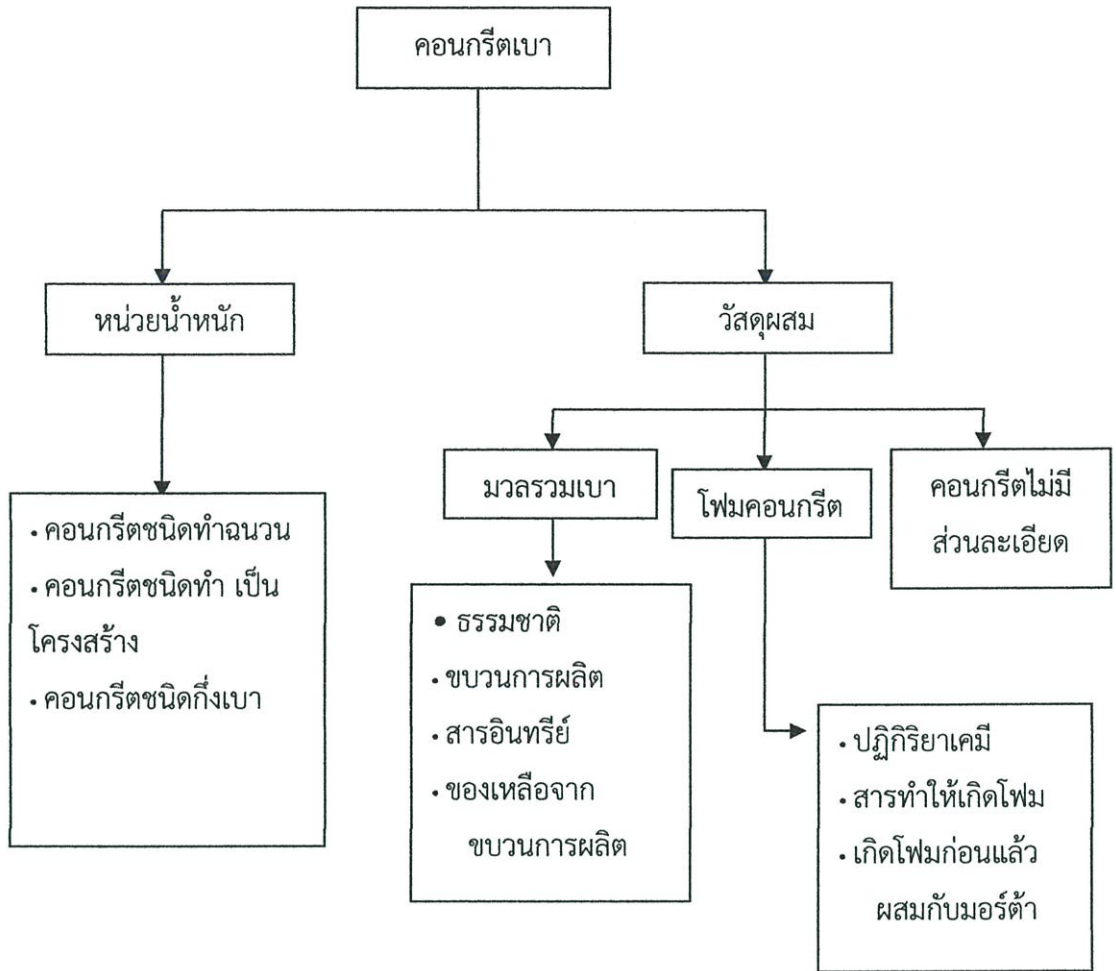 คอนกรีตเบา
หน่วยน้ำหนัก
วัสดุผสม
• คอนกรีตชนิดทำฉนวน
• คอนกรีตชนิดทำ เป็น
โครงสร้าง
• คอนกรีตชนิดกึ่งเบา
มวลรวมเบา
โฟมคอนกรีต
คอนกรีตไม่มี
ส่วนละเอียด
• ธรรมชาติ
• ขบวนการผลิต
• สารอินทรีย์
• ของเหลือจาก
ขบวนการผลิต
• ปฏิกิริยาเคมี
• สารทำให้เกิดโฟม
• เกิดโฟมก่อนแล้ว
ผสมกับมอร์ต้า